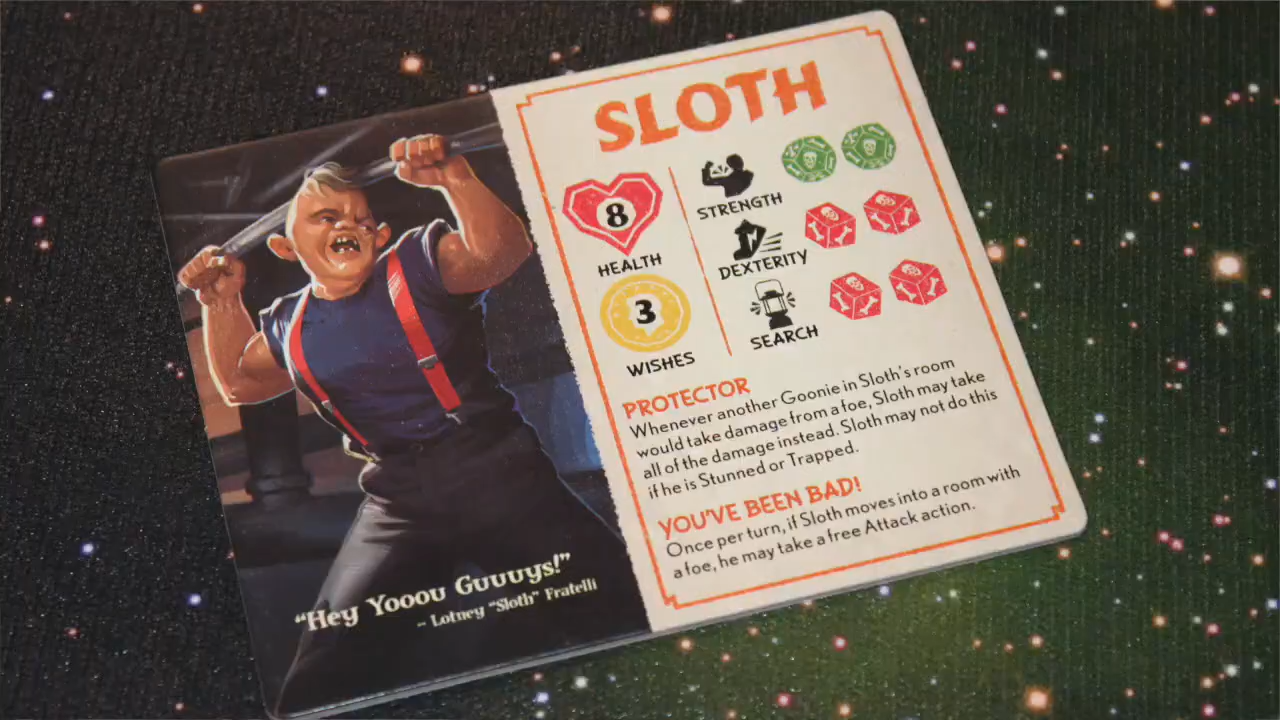 SLOTH
8
HEALTH
3
WISHES
STRENGTH
DEXTERITY
SEARCH
PROTECTOR
Whenever another Goonie in Sloth's room
would take damage from a foe, Sloth may take
all of the damage instead. Sloth may not do this
if he is Stunned or Trapped.
YOU'VE BEEN BAD!
Once per turn, if Sloth moves into a room with
a foe, he may take a free Attack action.
"Hey Yooou Guuuys!"
~ Lotney "Sloth" Fratelli